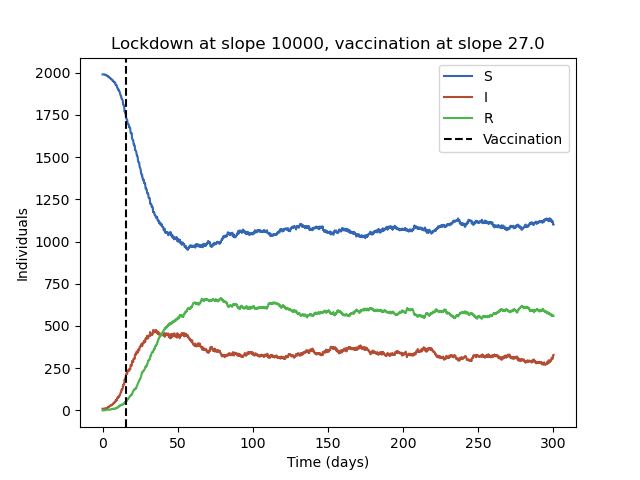 Lockdown at slope 10000, vaccination at slope 27.0
S
I
R
Vaccination
2000
1750
1500
1250
1000
750
500
250
0
Individuals
0 50 100 150 200 250 300
Time (days)